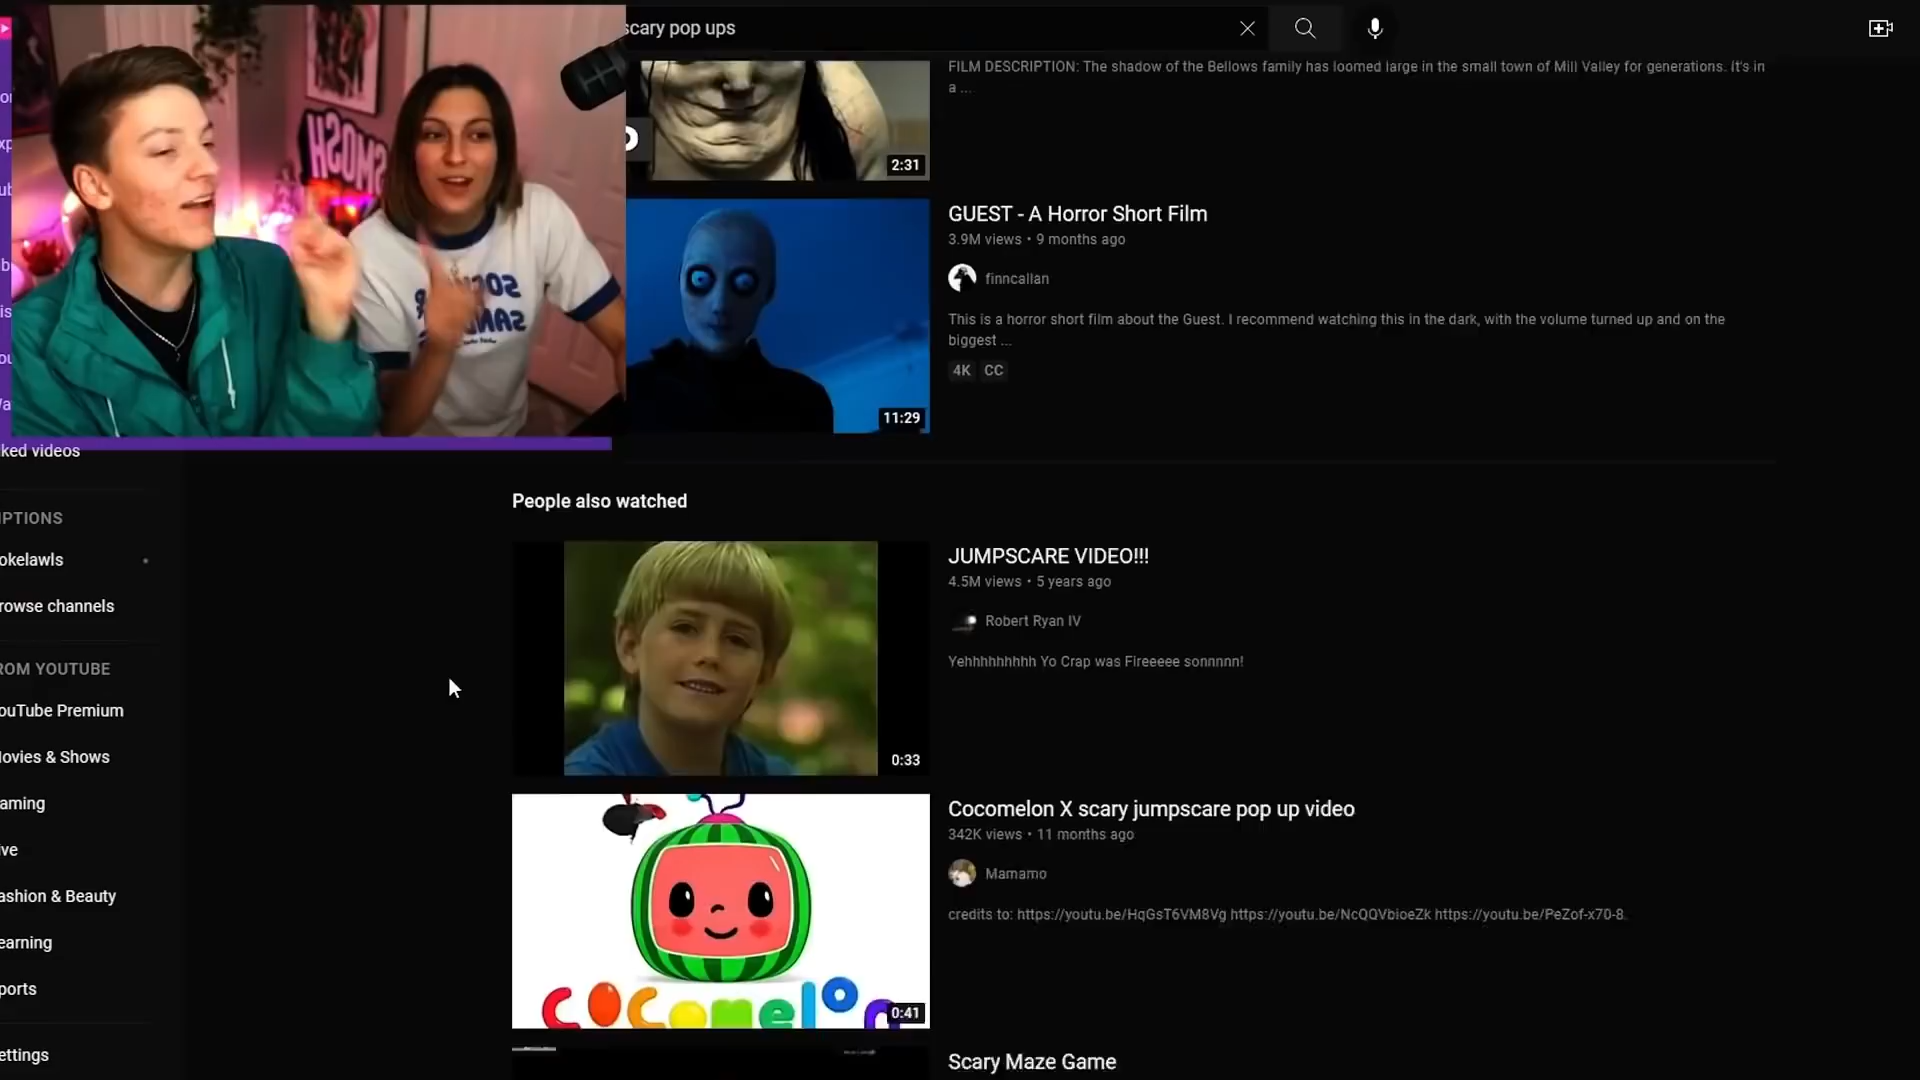 scary pop ups
FILM DESCRIPTION: The shadow of the Bellows family has loomed large in the small town of Mill Valley for generations. It's in
a ...
2:31
SMOSH
GUEST - A Horror Short Film
3.9M views • 9 months ago
finncallan
This is a horror short film about the Guest. I recommend watching this in the dark, with the volume turned up and on the
biggest ...
4K CC
11:29
ked videos
People also watched
IPTIONS
okelawls
rowse channels
JUMPSCARE VIDEO!!!
4.5M views • 5 years ago
Robert Ryan IV
Yehhhhhhhhh Yo Crap was Fireeeee sonnnnn!
0:33
ROM YOUTUBE
ouTube Premium
lovies & Shows
aming
ive
ashion & Beauty
earning
ports
ettings
Cocomelon X scary jumpscare pop up video
342K views • 11 months ago
Mamamo
credits to: https://youtu.be/HqGsT6VM8Vg https://youtu.be/NcQQVbioeZk https://youtu.be/PeZof-x70-8.
cocomelon
0:41
Scary Maze Game